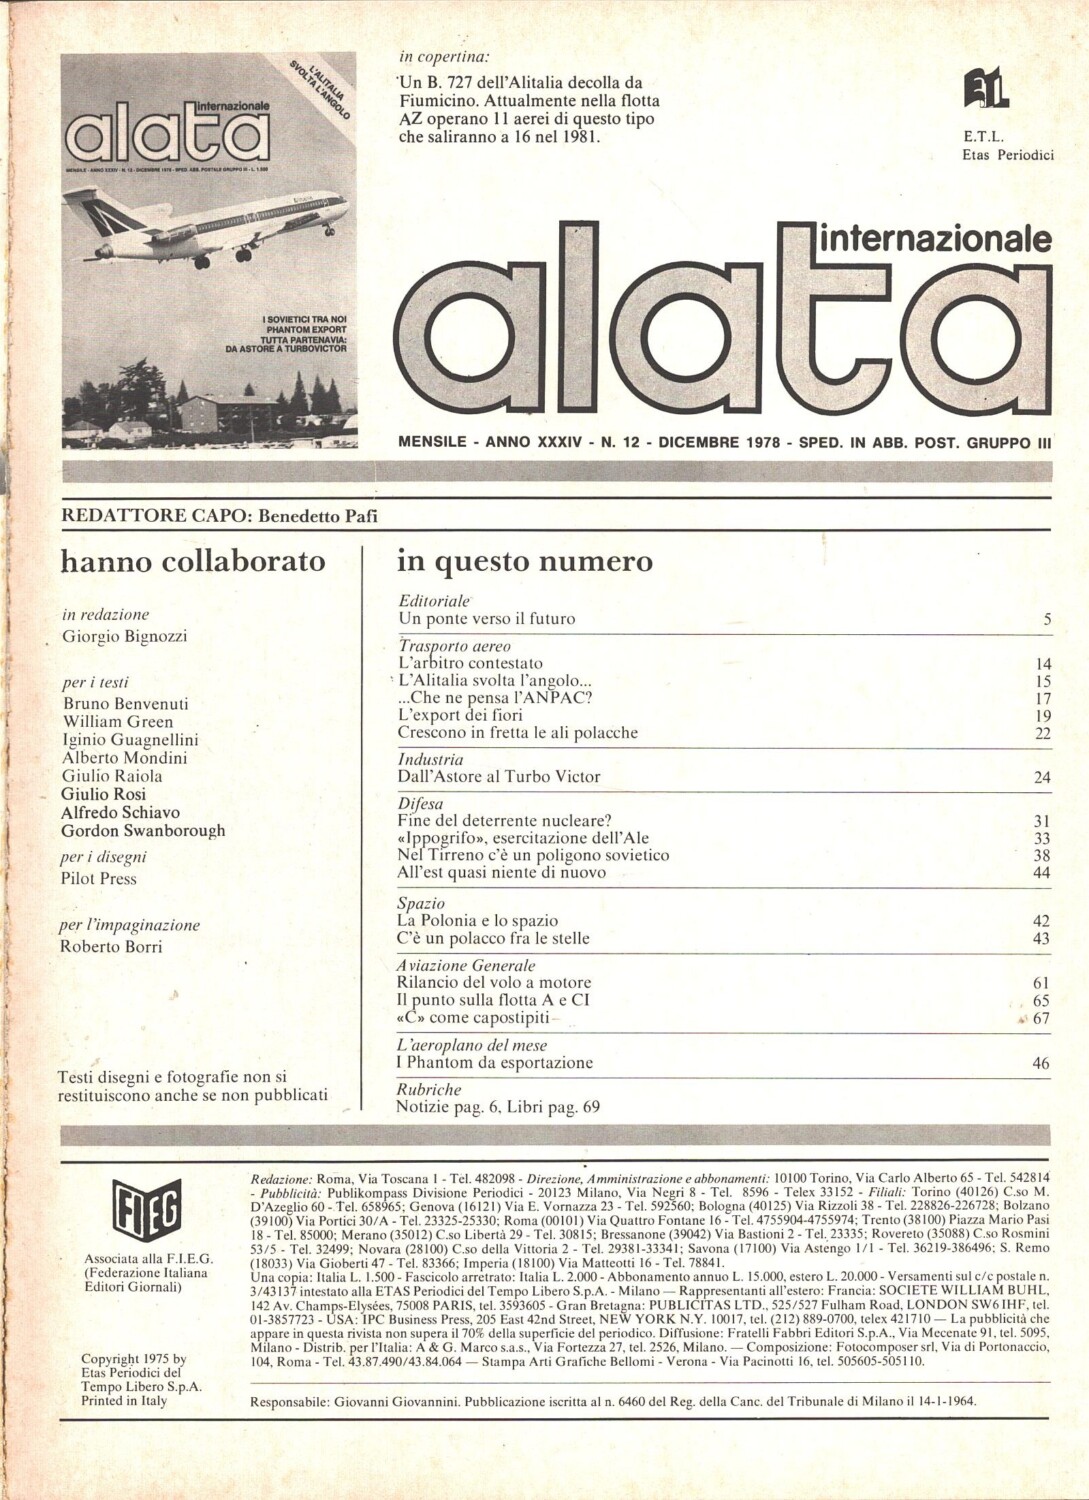 L'ALITALIA
SVOLTA L'ANGOLO
internazionale
alata
MENSILE - ANNO XXXIV - N. 12 - DICEMBRE 1978 - SPED. ABB. POSTALE GRUPPO III - L. 1.500
I SOVIETICI TRA NOI
PHANTOM EXPORT
TUTTA PARTENAVIA:
DA ASTORE A TURBOVICTOR
in copertina:
Un B. 727 dell'Alitalia decolla da
Fiumicino. Attualmente nella flotta
AZ operano 11 aerei di questo tipo
che saliranno a 16 nel 1981.
ETL
E.T.L.
Etas Periodici
internazionale
alata
MENSILE - ANNO XXXIV - N. 12 - DICEMBRE 1978 - SPED. IN ABB. POST. GRUPPO III
REDATTORE CAPO: Benedetto Pafi
hanno collaborato
in redazione
Giorgio Bignozzi
per i testi
Bruno Benvenuti
William Green
Iginio Guagnellini
Alberto Mondini
Giulio Raiola
Giulio Rosi
Alfredo Schiavo
Gordon Swanborough
per i disegni
Pilot Press
per l'impaginazione
Roberto Borri
Testi disegni e fotografie non si
restituiscono anche se non pubblicati
in questo numero
Editoriale
Un ponte verso il futuro 5
Trasporto aereo
L'arbitro contestato 14
L'Alitalia svolta l'angolo... 15
...Che ne pensa l'ANPAC? 17
L'export dei fiori 19
Crescono in fretta le ali polacche 22
Industria
Dall'Astore al Turbo Victor 24
Difesa
Fine del deterrente nucleare? 31
«Ippogrifo», esercitazione dell'Ale 33
Nel Tirreno c'è un poligono sovietico 38
All'est quasi niente di nuovo 44
Spazio
La Polonia e lo spazio 42
C'è un polacco fra le stelle 43
Aviazione Generale
Rilancio del volo a motore 61
Il punto sulla flotta A e CI 65
«C» come capostipiti 67
L'aeroplano del mese
I Phantom da esportazione 46
Rubriche
Notizie pag. 6, Libri pag. 69
FIEG
Associata alla F.I.E.G.
(Federazione Italiana
Editori Giornali)
Copyright 1975 by
Etas Periodici del
Tempo Libero S.p.A.
Printed in Italy
Redazione: Roma, Via Toscana 1 - Tel. 482098 - Direzione, Amministrazione e abbonamenti: 10100 Torino, Via Carlo Alberto 65 - Tel. 542814
- Pubblicità: Publikompass Divisione Periodici - 20123 Milano, Via Negri 8 - Tel. 8596 - Telex 33152 - Filiali: Torino (40126) C.so M.
D'Azeglio 60 - Tel. 658965; Genova (16121) Via E. Vornazza 23 - Tel. 592560; Bologna (40125) Via Rizzoli 38 - Tel. 228826-226728; Bolzano
(39100) Via Portici 30/A - Tel. 23325-25330; Roma (00101) Via Quattro Fontane 16 - Tel. 4755904-4755974; Trento (38100) Piazza Mario Pasi
18 - Tel. 85000; Merano (35012) C.so Libertà 29 - Tel. 30815; Bressanone (39042) Via Bastioni 2 - Tel. 23335; Rovereto (35088) C.so Rosmini
53/5 - Tel. 32499; Novara (28100) C.so della Vittoria 2 - Tel. 29381-33341; Savona (17100) Via Astengo 1/1 - Tel. 36219-386496; S. Remo
(18033) Via Gioberti 47 - Tel. 83366; Imperia (18100) Via Matteotti 16 - Tel. 78841.
Una copia: Italia L. 1.500 - Fascicolo arretrato: Italia L. 2.000 - Abbonamento annuo L. 15.000, estero L. 20.000 - Versamenti sul c/c postale n.
3/43137 intestato alla ETAS Periodici del Tempo Libero S.p.A. - Milano — Rappresentanti all'estero: Francia: SOCIETE WILLIAM BUHL,
142 Av. Champs-Elysées, 75008 PARIS, tel. 3593605 - Gran Bretagna: PUBLICITAS LTD., 525/527 Fulham Road, LONDON SW6 IHF, tel.
01-3857723 - USA: IPC Business Press, 205 East 42nd Street, NEW YORK N.Y. 10017, tel. (212) 889-0700, telex 421710 — La pubblicità che
appare in questa rivista non supera il 70% della superficie del periodico. Diffusione: Fratelli Fabbri Editori S.p.A., Via Mecenate 91, tel. 5095,
Milano - Distrib. per l'Italia: A & G. Marco s.a.s., Via Fortezza 27, tel. 2526, Milano. — Composizione: Fotocomposer srl, Via di Portonaccio,
104, Roma - Tel. 43.87.490/43.84.064 — Stampa Arti Grafiche Bellomi - Verona - Via Pacinotti 16, tel. 505605-505110.
Responsabile: Giovanni Giovannini. Pubblicazione iscritta al n. 6460 del Reg. della Canc. del Tribunale di Milano il 14-1-1964.